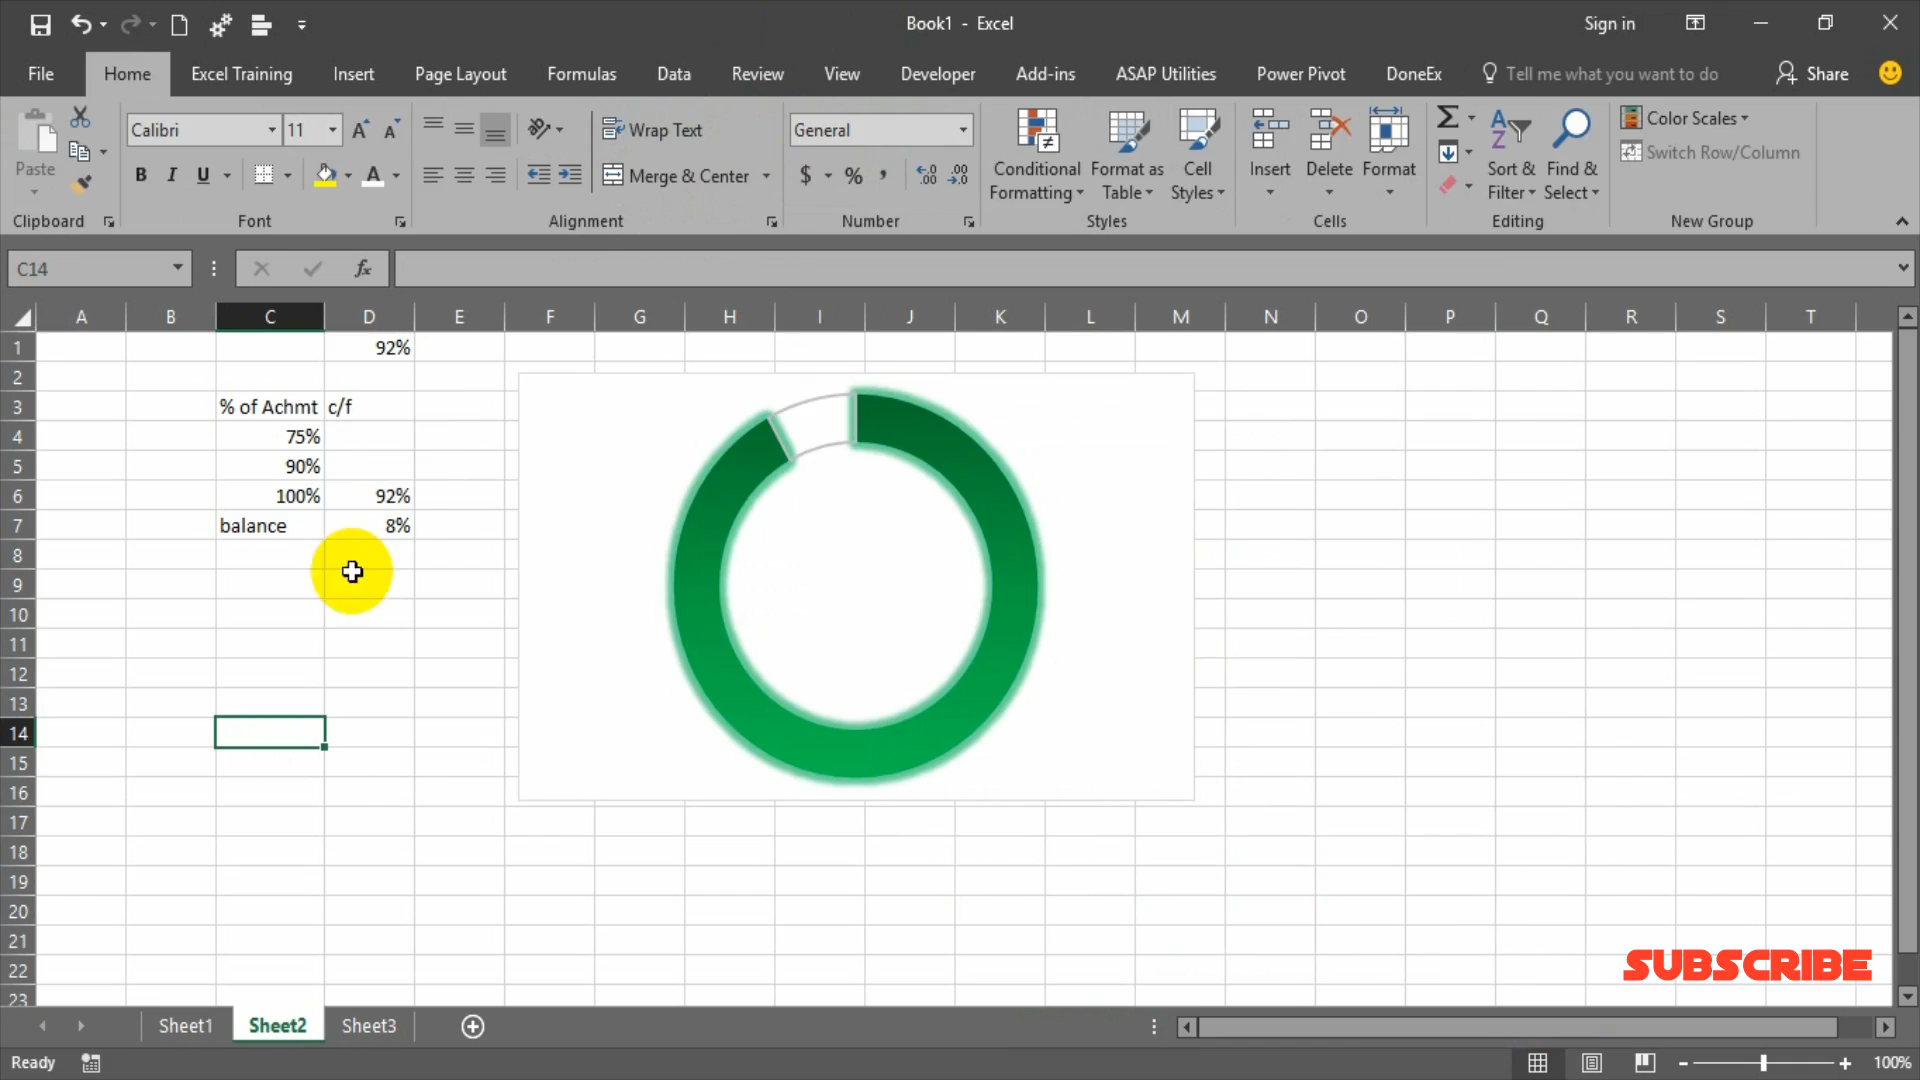 Book1 - Excel
Sign in
File
Home
Excel Training
Insert
Page Layout
Formulas
Data
Review
View
Developer
Add-ins
ASAP Utilities
Power Pivot
DoneEx
Tell me what you want to do
Share
Paste
Clipboard
Calibri
11
B I U
A
Font
Wrap Text
Merge & Center
Alignment
General
$ % ,
Number
Conditional
Formatting
Format as
Table
Cell
Styles
Styles
Insert
Delete
Format
Cells
Sort &
Filter
Find &
Select
Editing
Color Scales
Switch Row/Column
New Group
C14
fx
A B C D E F G H I J K L M N O P Q R S T
1 92%
2
3 % of Achmt c/f
4 75%
5 90%
6 100% 92%
7 balance 8%
8
9
10
11
12
13
14
15
16
17
18
19
20
21
22
23
SUBSCRIBE
Sheet1
Sheet2
Sheet3
Ready
100%